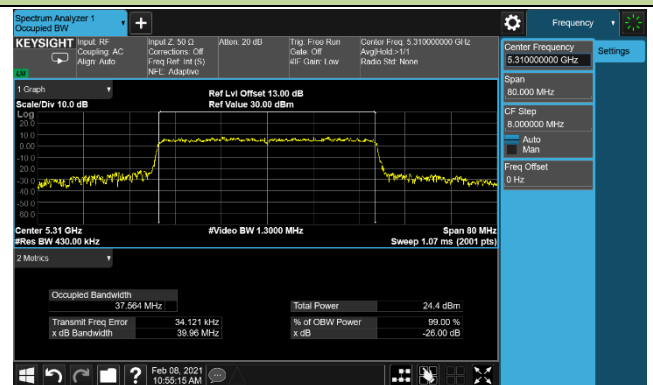 Spectrum Analyzer 1
Occupied BW
Frequency
KEYSIGHT
Input: RF
Coupling: AC
Align: Auto
Input Z: 50 Ω
Corrections: Off
Freq Ref: Int (S)
NFE: Adaptive
Atten: 20 dB
Trig: Free Run
Gate: Off
#IF Gain: Low
Center Freq: 5.310000000 GHz
Avg|Hold:>1/1
Radio Std: None
LXI
Center Frequency
5.310000000 GHz
Settings
Span
80.000 MHz
CF Step
8.000000 MHz
Auto
Man
Freq Offset
0 Hz
1 Graph
Scale/Div 10.0 dB
Ref Lvl Offset 13.00 dB
Ref Value 30.00 dBm
Log
20.0
10.0
0.00
-10.0
-20.0
-30.0
-40.0
-50.0
-60.0
Center 5.31 GHz
#Video BW 1.3000 MHz
Span 80 MHz
#Res BW 430.00 kHz
Sweep 1.07 ms (2001 pts)
2 Metrics
Occupied Bandwidth
37.564 MHz
Total Power 24.4 dBm
Transmit Freq Error 34.121 kHz
% of OBW Power 99.00 %
x dB Bandwidth 39.96 MHz
x dB -26.00 dB
?
Feb 08, 2021
10:55:15 AM